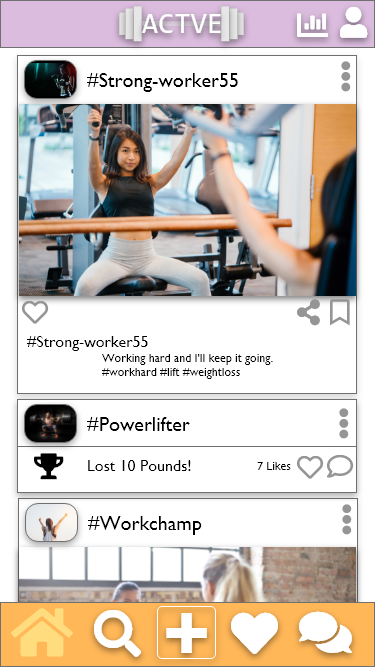 ACTVE
#Strong-worker55
#Strong-worker55
Working hard and I'll keep it going.
#workhard #lift #weightloss
#Powerlifter
Lost 10 Pounds!
7 Likes
#Workchamp